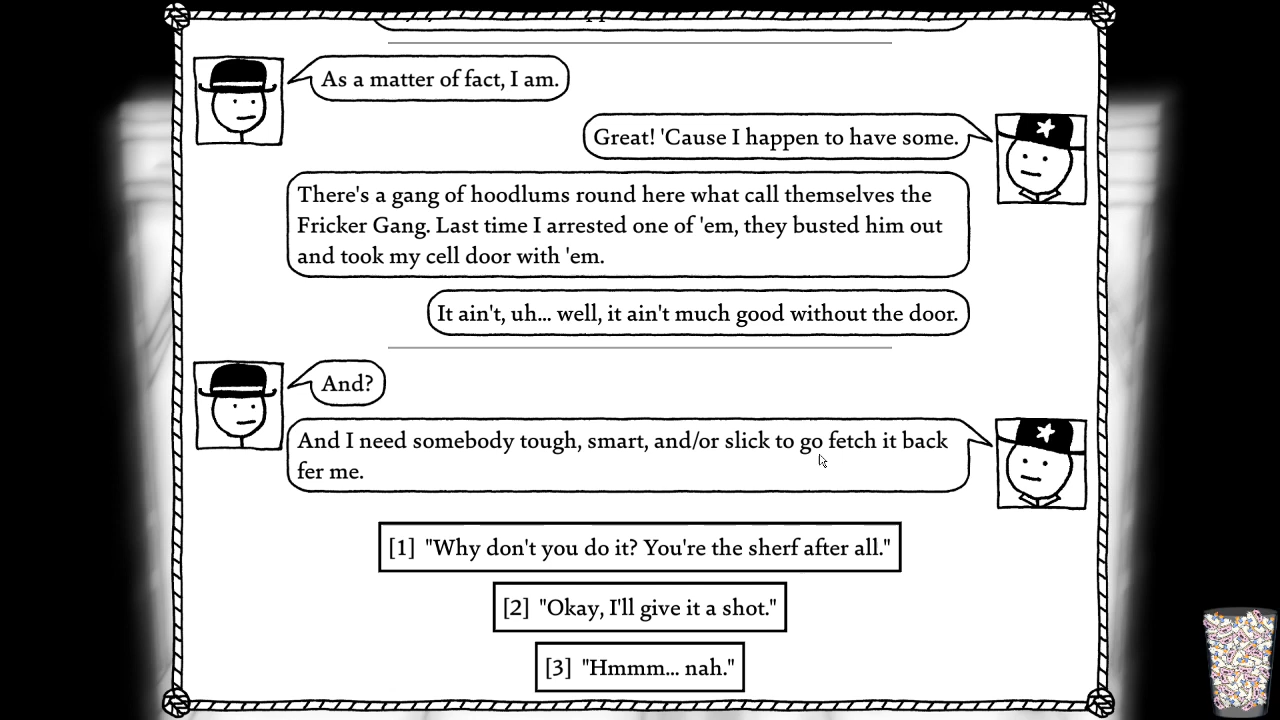 As a matter of fact, I am.
Great! 'Cause I happen to have some.
There's a gang of hoodlums round here what call themselves the
Fricker Gang. Last time I arrested one of 'em, they busted him out
and took my cell door with 'em.
It ain't, uh... well, it ain't much good without the door.
And?
And I need somebody tough, smart, and/or slick to go fetch it back
fer me.
[1] "Why don't you do it? You're the sherf after all."
[2] "Okay, I'll give it a shot."
[3] "Hmmm... nah."